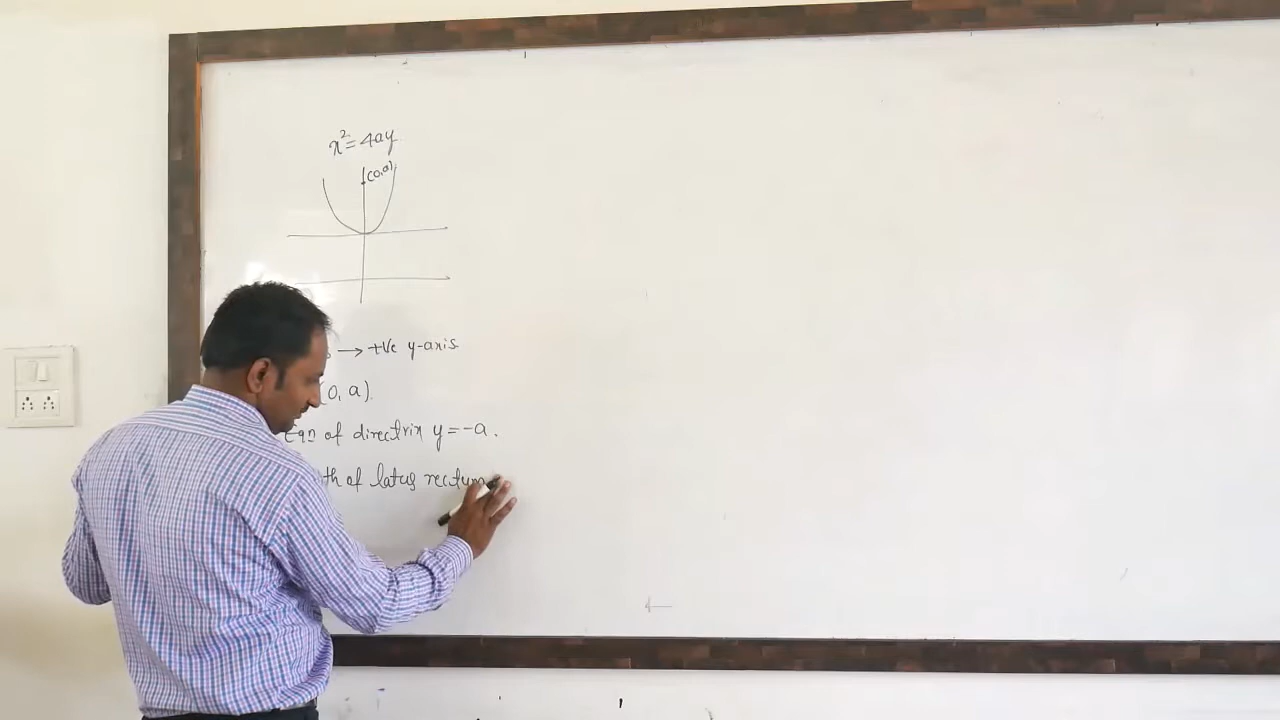 x² = 4ay
(0,a)
→ +ve y-axis
(0, a).
Eqn of directrix y = -a.
th of latus rectum